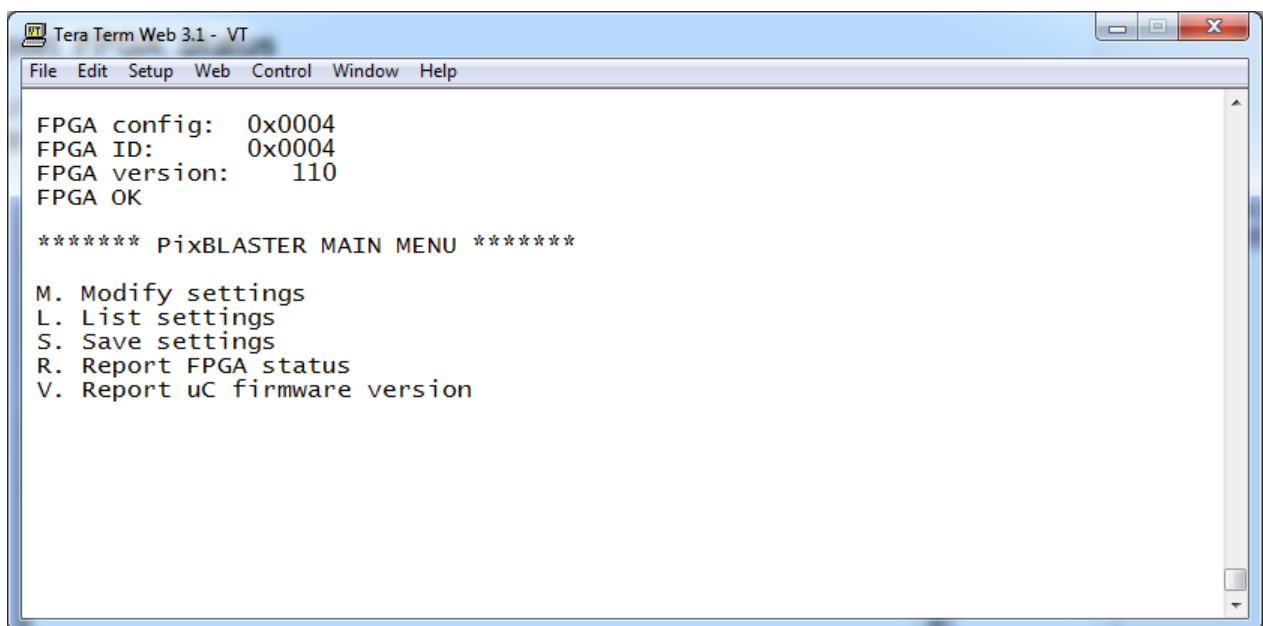 Tera Term Web 3.1 - VT
File Edit Setup Web Control Window Help
FPGA config: 0x0004
FPGA ID: 0x0004
FPGA version: 110
FPGA OK
******* PixBLASTER MAIN MENU *******
M. Modify settings
L. List settings
S. Save settings
R. Report FPGA status
V. Report uC firmware version